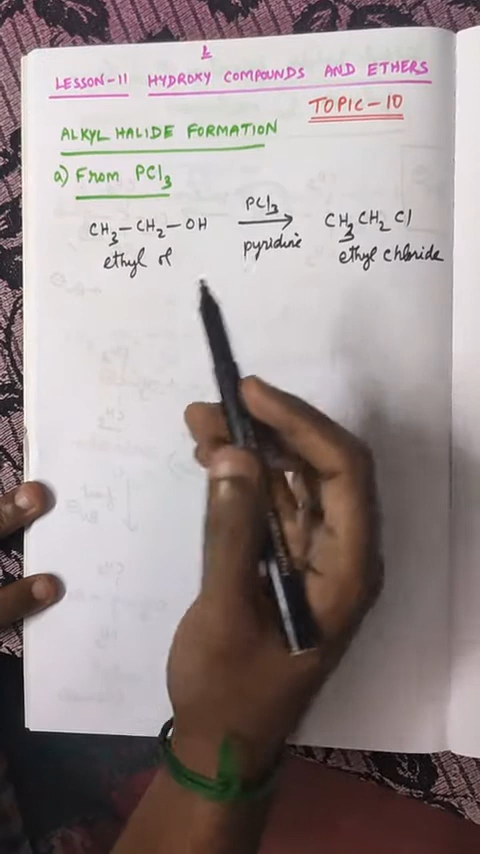 LESSON-11 HYDROXY COMPOUNDS AND ETHERS
TOPIC-10
ALKYL HALIDE FORMATION
a) From PCl3
CH3-CH2-OH PCl3 CH3CH2Cl
ethyl ol pyridine ethyl chloride